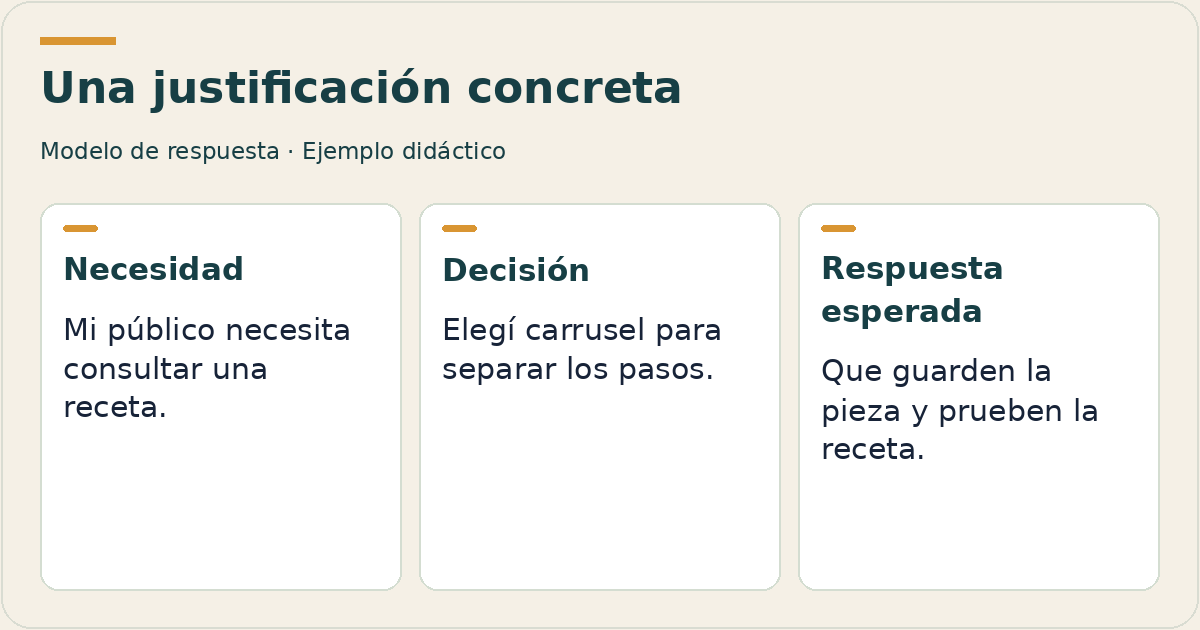 Una justificación concreta
Modelo de respuesta · Ejemplo didáctico
Necesidad
Mi público necesita
consultar una
receta.
Decisión
Elegí carrusel para
separar los pasos.
Respuesta
esperada
Que guarden la
pieza y prueben la
receta.